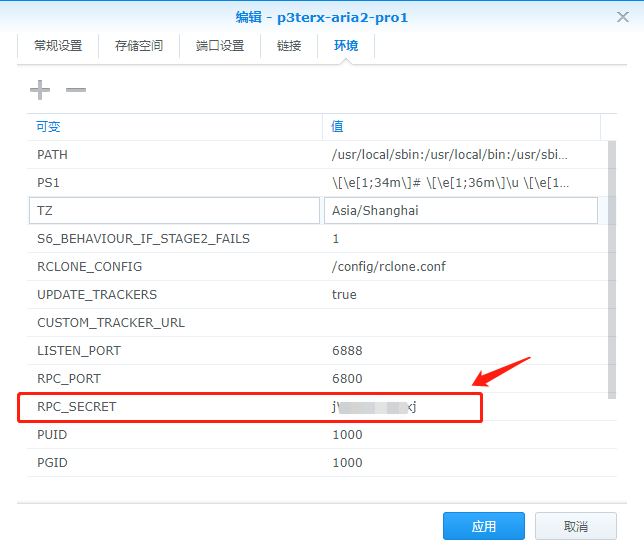 编辑 - p3terx-aria2-pro1
常规设置 存储空间 端口设置 链接 环境
可变 值
PATH /usr/local/sbin:/usr/local/bin:/usr/sbi...
PS1 \[\e[1;34m\]# \[\e[1;36m\]\u \[\e[1...
TZ Asia/Shanghai
S6_BEHAVIOUR_IF_STAGE2_FAILS 1
RCLONE_CONFIG /config/rclone.conf
UPDATE_TRACKERS true
CUSTOM_TRACKER_URL
LISTEN_PORT 6888
RPC_PORT 6800
RPC_SECRET
PUID 1000
PGID 1000
应用 取消